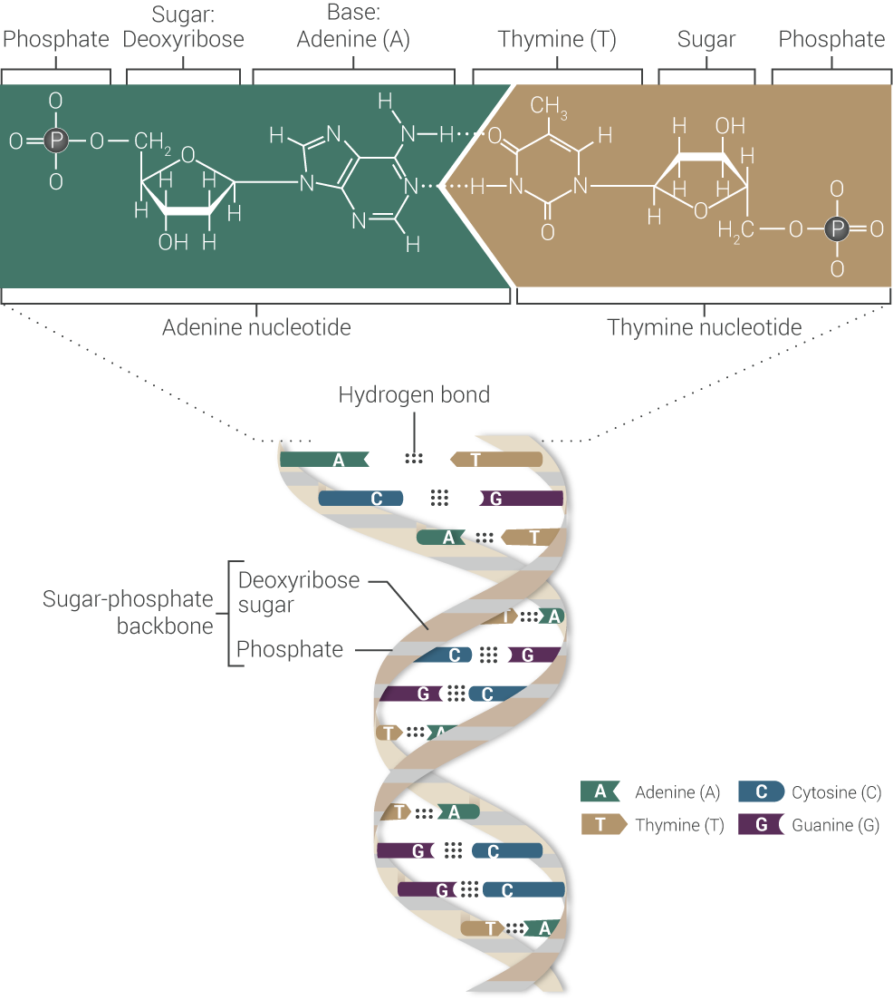 Phosphate
Sugar:
Deoxyribose
Base:
Adenine (A)
Thymine (T)
Sugar
Phosphate
O
O P O CH2
O
O
H H
H H
OH H
H N
N
N
N
H
N H
H
CH3
O
H
H N N
O
H OH
H
H H
H
O
H2C O P O
O
O
Adenine nucleotide
Thymine nucleotide
Hydrogen bond
A T
C G
A T
Sugar-phosphate
backbone
Deoxyribose
sugar
Phosphate
T A
C G
G C
T A
T A
G C
G C
T A
A Adenine (A)
C Cytosine (C)
T Thymine (T)
G Guanine (G)